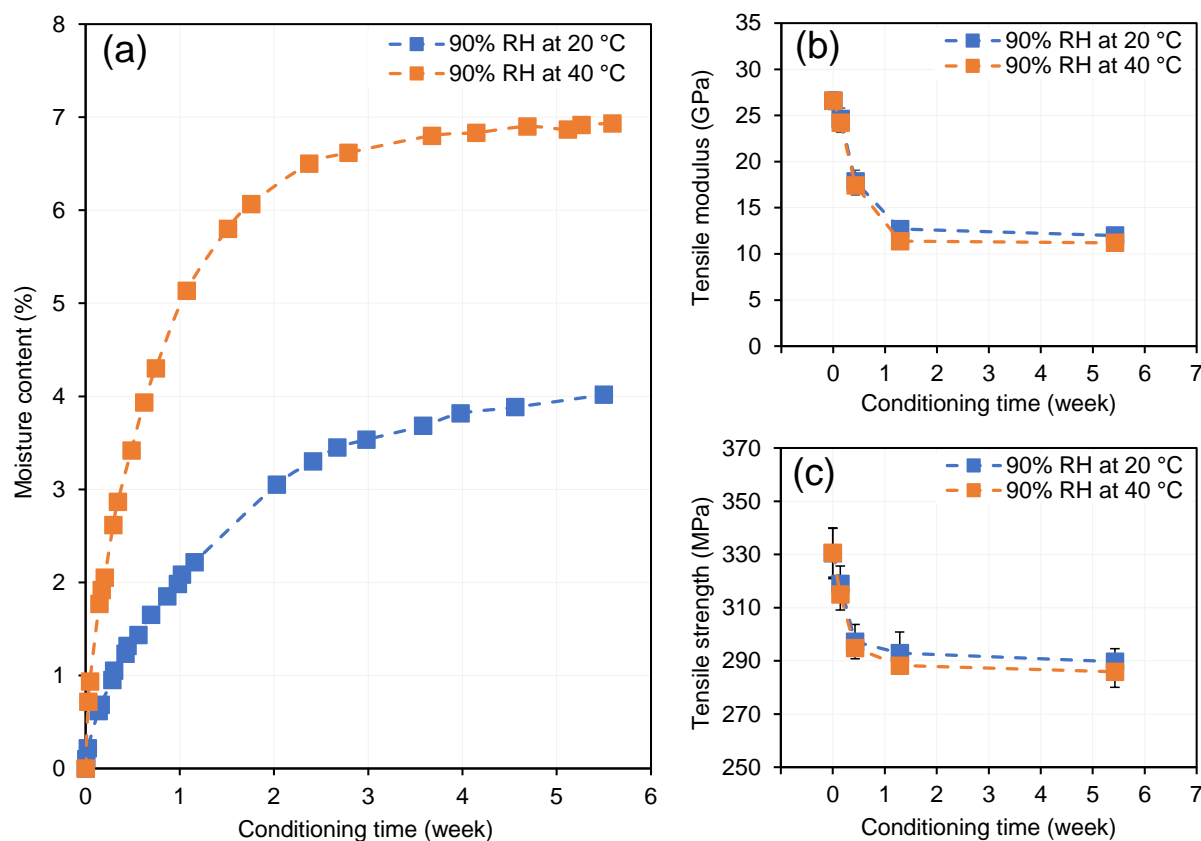 (a)
90% RH at 20 °C
90% RH at 40 °C
8
7
6
5
4
3
2
1
0
Moisture content (%)
0 1 2 3 4 5 6
Conditioning time (week)
(b)
90% RH at 20 °C
90% RH at 40 °C
35
30
25
20
15
10
5
0
Tensile modulus (GPa)
0 1 2 3 4 5 6 7
Conditioning time (week)
(c)
90% RH at 20 °C
90% RH at 40 °C
370
350
330
310
290
270
250
Tensile strength (MPa)
0 1 2 3 4 5 6 7
Conditioning time (week)